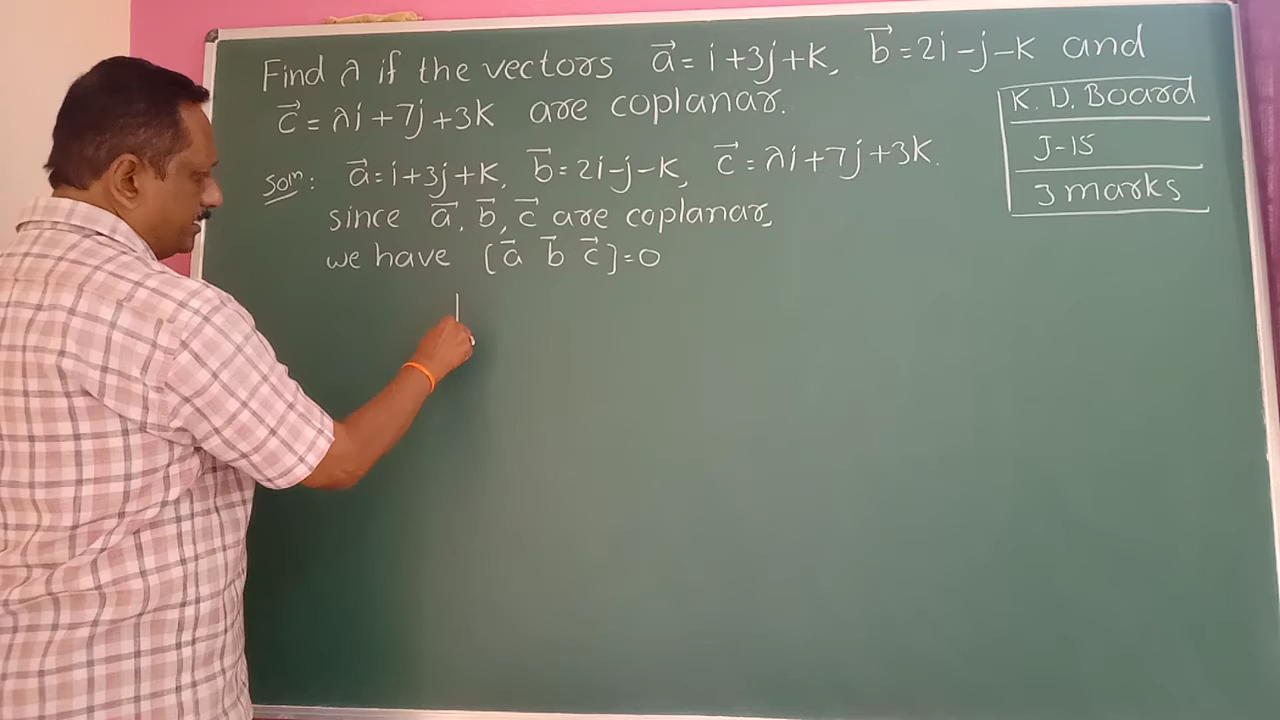 Find λ if the vectors a⃗ = i+3j+k, b⃗ = 2i-j-k and
c⃗ = λi+7j+3k are coplanar.
K. D. Board
J-15
3 marks
Soln: a⃗ = i+3j+k, b⃗ = 2i-j-k, c⃗ = λi+7j+3k.
since a⃗, b⃗, c⃗ are coplanar,
we have [a⃗ b⃗ c⃗]=0